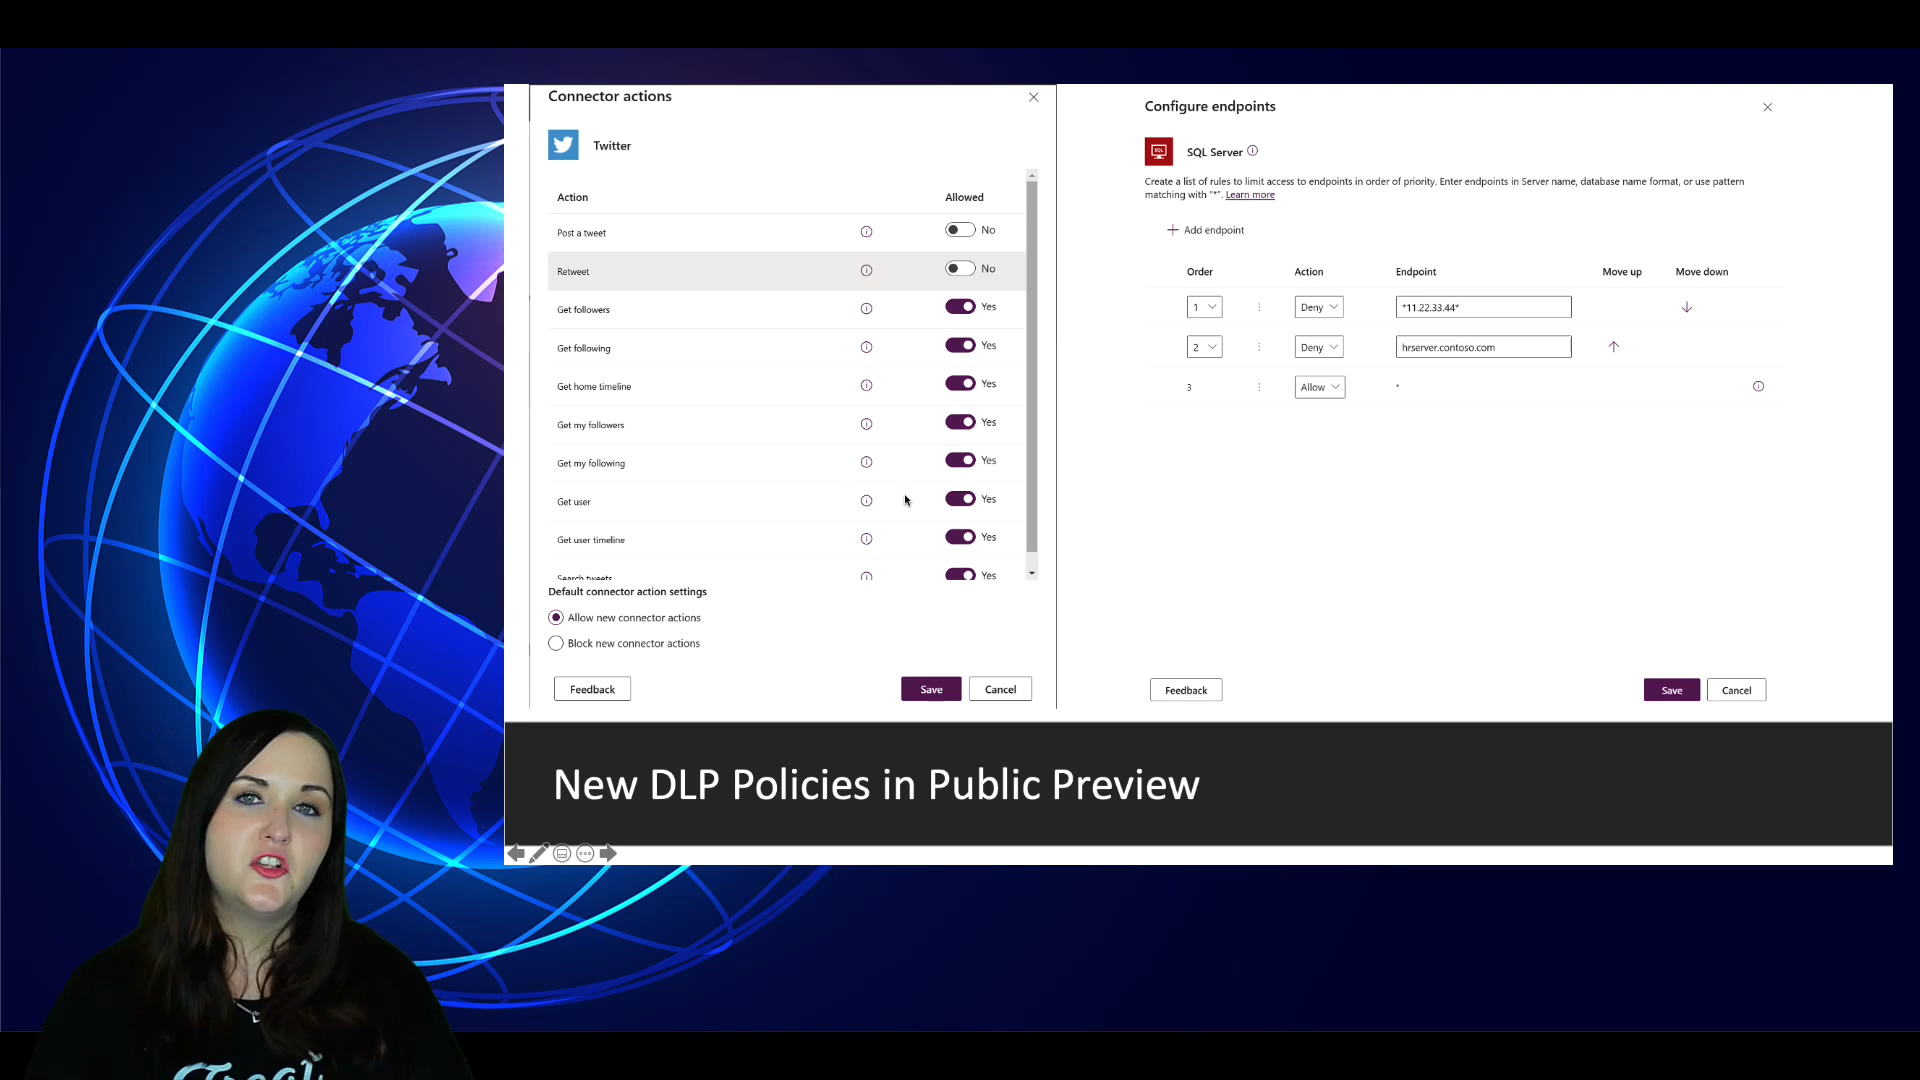 Connector actions
Twitter
Action Allowed
Post a tweet No
Retweet No
Get followers Yes
Get following Yes
Get home timeline Yes
Get my followers Yes
Get my following Yes
Get user Yes
Get user timeline Yes
Search tweets Yes
Default connector action settings
Allow new connector actions
Block new connector actions
Feedback Save Cancel
Configure endpoints
SQL
SQL Server
Create a list of rules to limit access to endpoints in order of priority. Enter endpoints in Server name, database name format, or use pattern
matching with "*". Learn more
+ Add endpoint
Order Action Endpoint Move up Move down
1 Deny *11.22.33.44*
2 Deny hrserver.contoso.com
3 Allow *
Feedback Save Cancel
New DLP Policies in Public Preview